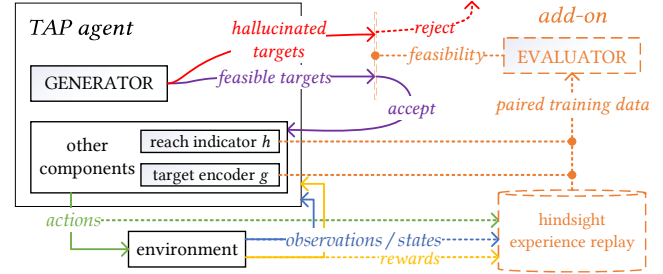 TAP agent
hallucinated
targets
reject
add-on
feasibility
EVALUATOR
GENERATOR
feasible targets
accept
paired training data
other
components
reach indicator h
target encoder g
actions
environment
observations / states
rewards
hindsight
experience replay